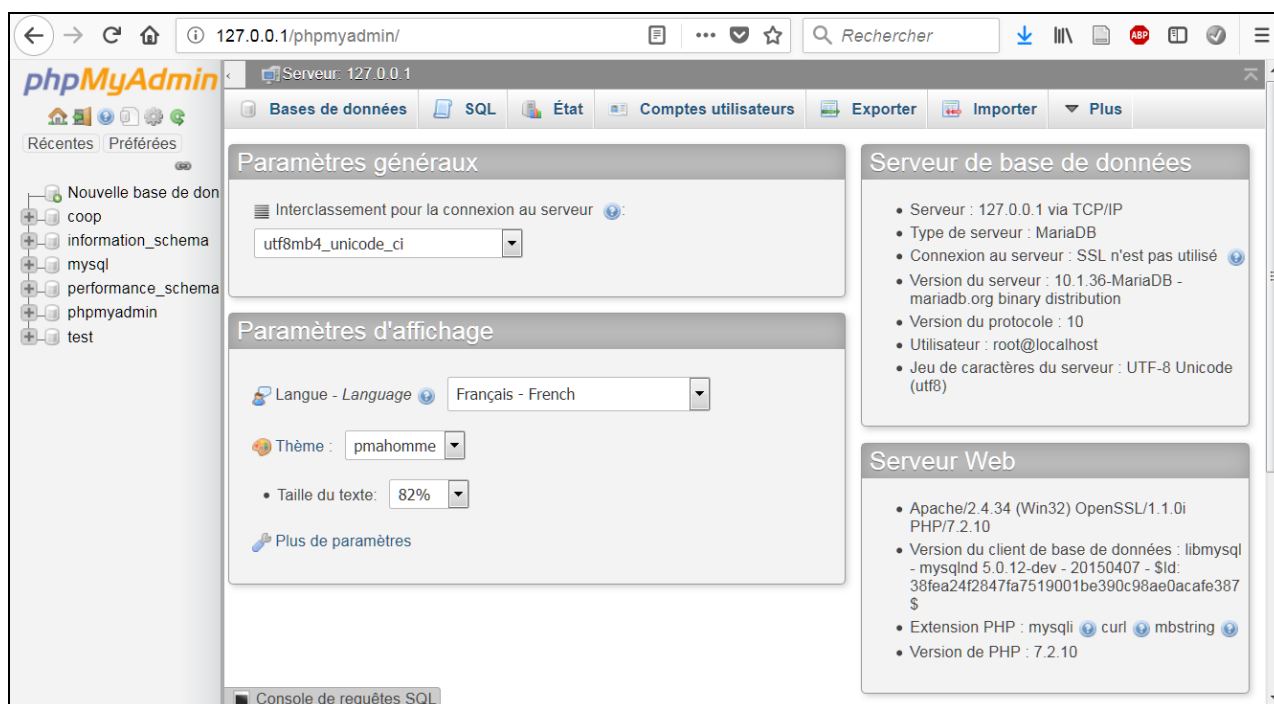 127.0.0.1/phpmyadmin/
Rechercher
ABP
phpMyAdmin
Récentes
Préférées
Nouvelle base de don
coop
information_schema
mysql
performance_schema
phpmyadmin
test
Serveur: 127.0.0.1
Bases de données
SQL
État
Comptes utilisateurs
Exporter
Importer
Plus
Paramètres généraux
Interclassement pour la connexion au serveur :
utf8mb4_unicode_ci
Paramètres d'affichage
Langue - Language
Français - French
Thème :
pmahomme
• Taille du texte:
82%
Plus de paramètres
Console de requêtes SQL
Serveur de base de données
• Serveur : 127.0.0.1 via TCP/IP
• Type de serveur : MariaDB
• Connexion au serveur : SSL n'est pas utilisé
• Version du serveur : 10.1.36-MariaDB -
mariadb.org binary distribution
• Version du protocole : 10
• Utilisateur : root@localhost
• Jeu de caractères du serveur : UTF-8 Unicode
(utf8)
Serveur Web
• Apache/2.4.34 (Win32) OpenSSL/1.1.0i
PHP/7.2.10
• Version du client de base de données : libmysql
- mysqlnd 5.0.12-dev - 20150407 - $Id:
38fea24f2847fa7519001be390c98ae0acafe387
$
• Extension PHP : mysqli curl mbstring
• Version de PHP : 7.2.10